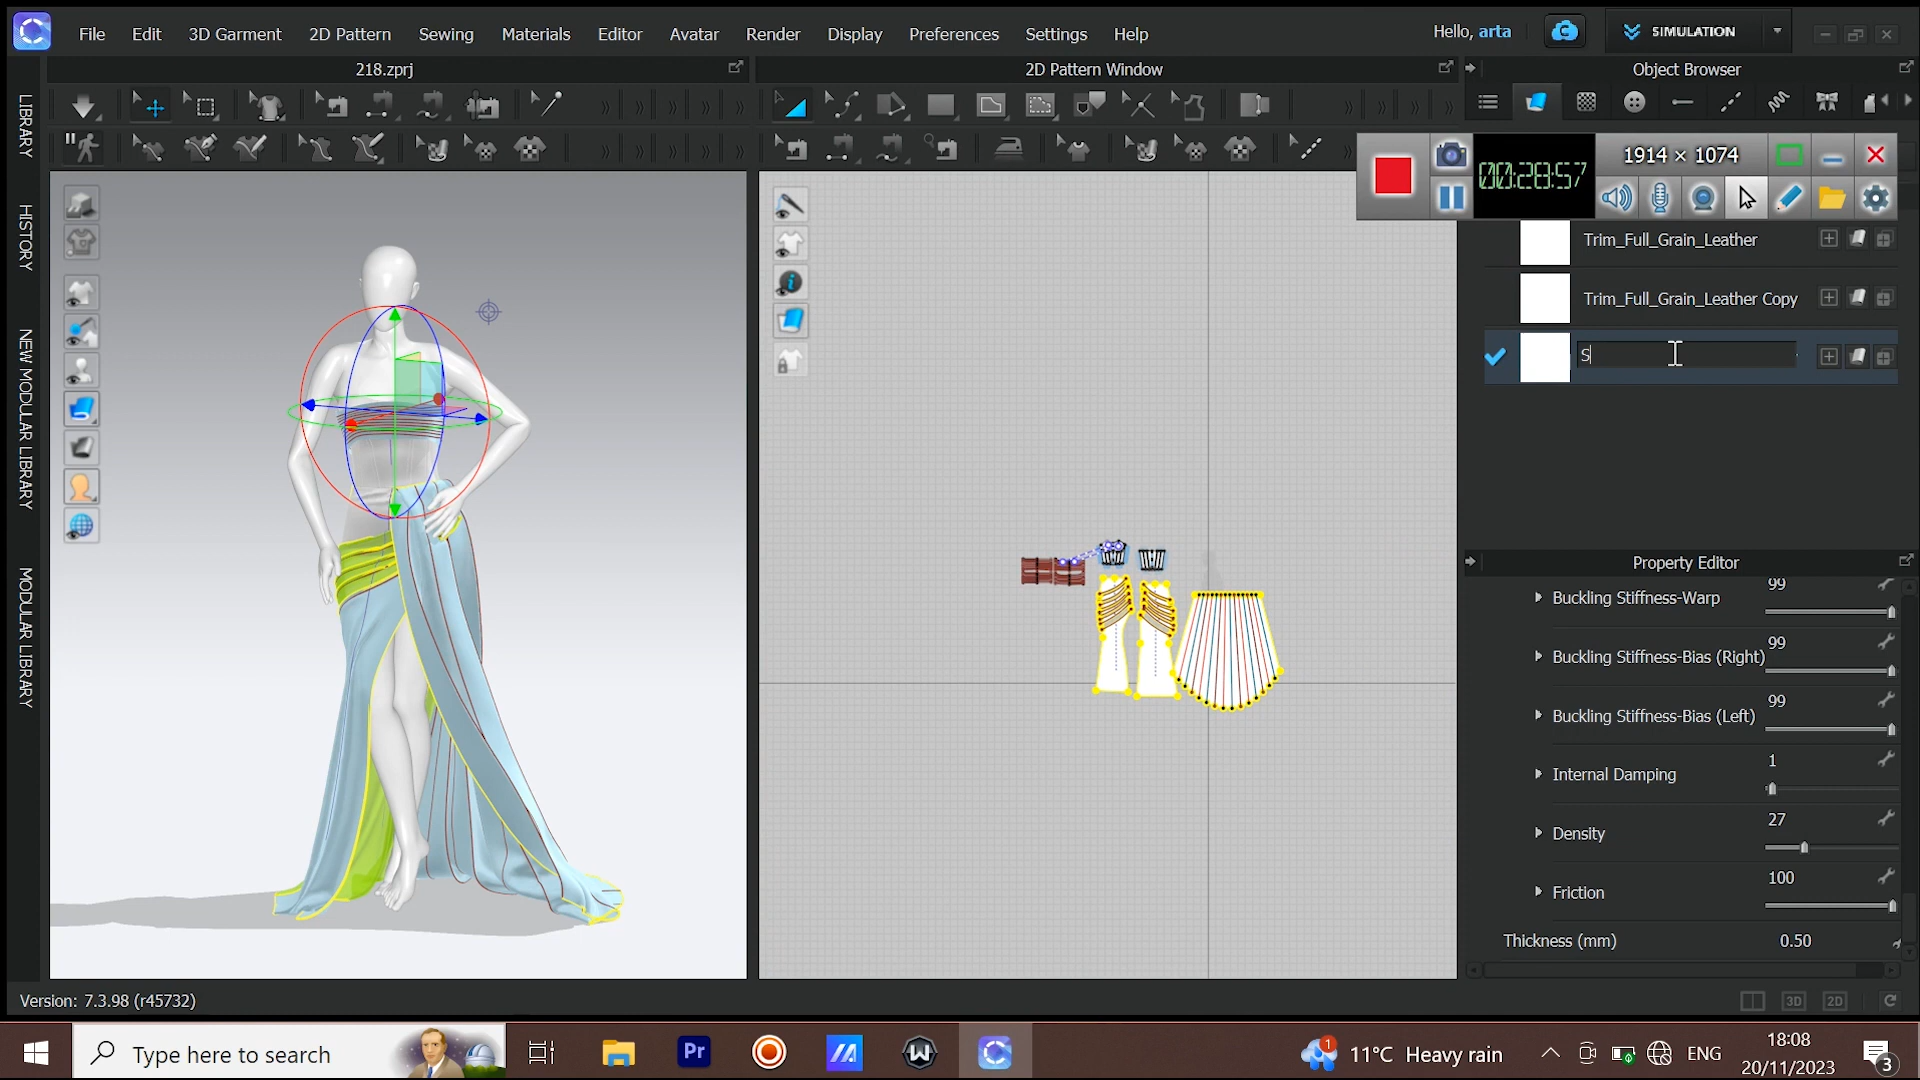 File Edit 3D Garment 2D Pattern Sewing Materials Editor Avatar Render Display Preferences Settings Help
Hello, arta
SIMULATION
218.zprj
2D Pattern Window
Object Browser
LIBRARY
HISTORY
NEW MODULAR LIBRARY
MODULAR LIBRARY
00:28:57
1914 × 1074
Trim_Full_Grain_Leather
Trim_Full_Grain_Leather Copy
S
Property Editor
Buckling Stiffness-Warp 99
Buckling Stiffness-Bias (Right) 99
Buckling Stiffness-Bias (Left) 99
Internal Damping 1
Density 27
Friction 100
Thickness (mm) 0.50
Version: 7.3.98 (r45732)
3D 2D
Type here to search
Pr
1
11°C Heavy rain
ENG
18:08
20/11/2023
3